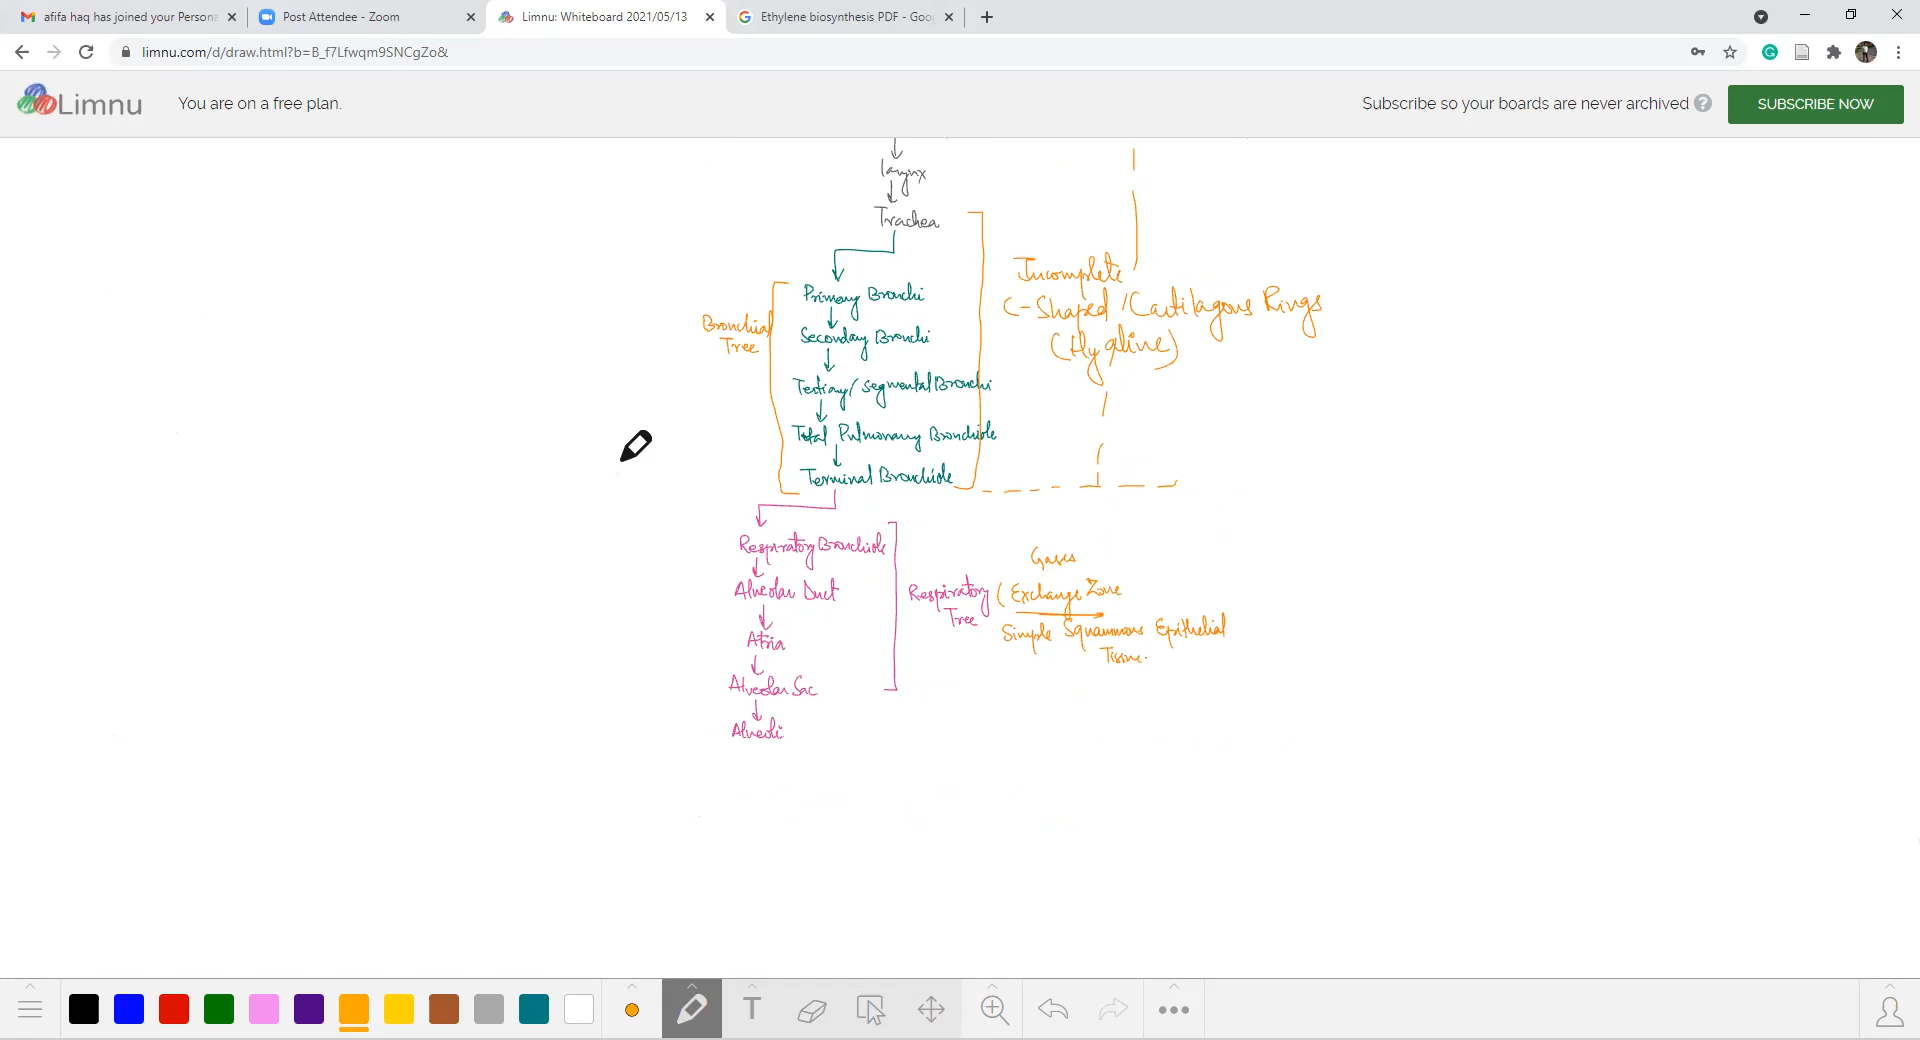 afifa haq has joined your Persona
Post Attendee - Zoom
Limnu: Whiteboard 2021/05/13
Ethylene biosynthesis PDF - Goo
limnu.com/d/draw.html?b=B_f7Lfwqm9SNCgZo&
Limnu
You are on a free plan.
Subscribe so your boards are never archived
SUBSCRIBE NOW
larynx
Trachea
Primary Bronchi
Secondary Bronchi
Tertiary/Segmental Bronchi
Total Pulmonary Bronchiole
Terminal Bronchiole
Bronchial
Tree
Incomplete
C-Shaped / Cartilagous Rings
(Hyaline)
Respiratory Bronchiole
Alveolar Duct
Atria
Alveolar Sac
Alveoli
Respiratory
Tree
Gases
(Exchange Zone
Simple Squammous Epithelial
Tissue.
T